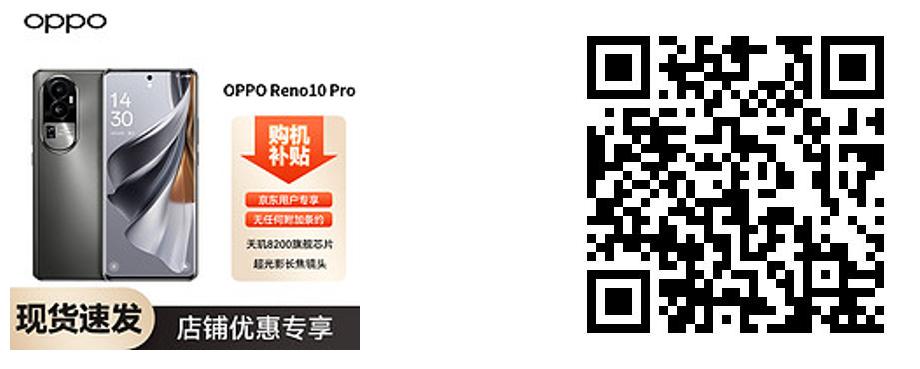 oppo
OPPO Reno10 Pro
14
30
购机
补贴
京东用户专享
无任何附加条约
天玑8200旗舰芯片
超光影长焦镜头
现货速发
店铺优惠专享